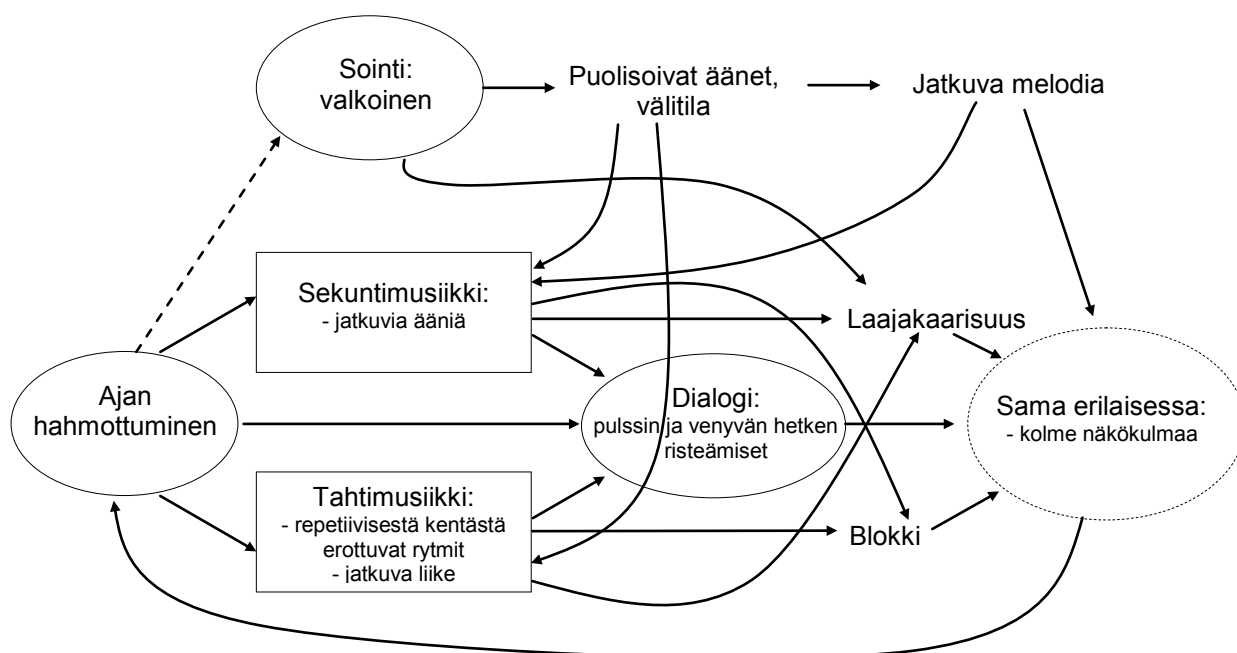 Sointi:
valkoinen
Puolisoivat äänet,
välitila
Jatkuva melodia
Sekuntimusiikki:
- jatkuvia ääniä
Laajakaarisuus
Ajan
hahmottuminen
Dialogi:
pulssin ja venyvän hetken
risteämiset
Sama erilaisessa:
- kolme näkökulmaa
Tahtimusiikki:
- repetiivisestä kentästä
erottuvat rytmit
- jatkuva liike
Blokki